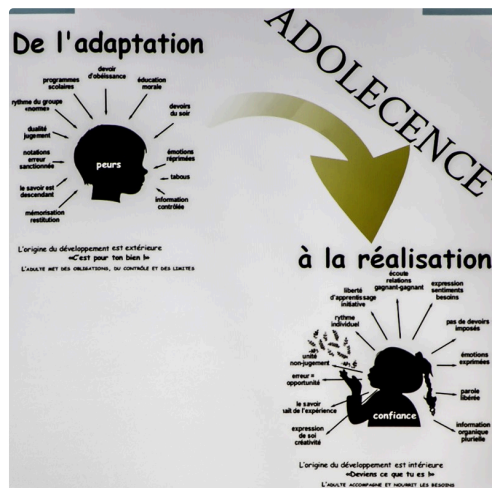 De l'adaptation
ADOLECENCE
devoir
d'obéissance
programmes
scolaires
éducation
morale
rythme du groupe
«norme»
devoirs
du soir
dualité
jugement
notations
erreur
sanctionnée
peurs
émotions
réprimées
tabous
le savoir est
descendant
information
contrôlée
mémorisation
restitution
L'origine du développement est extérieure
«C'est pour ton bien !»
L'adulte met des obligations, du contrôle et des limites
à la réalisation
écoute
relations
gagnant-gagnant
liberté
d'apprentissage
initiative
expression
sentiments
besoins
rythme
individuel
pas de devoirs
imposés
unité
non-jugement
émotions
exprimées
erreur =
opportunité
parole
libérée
le savoir
nait de l'expérience
confiance
information
organique
plurielle
expression
de soi
créativité
L'origine du développement est intérieure
«Deviens ce que tu es !»
L'adulte accompagne et nourrit les besoins